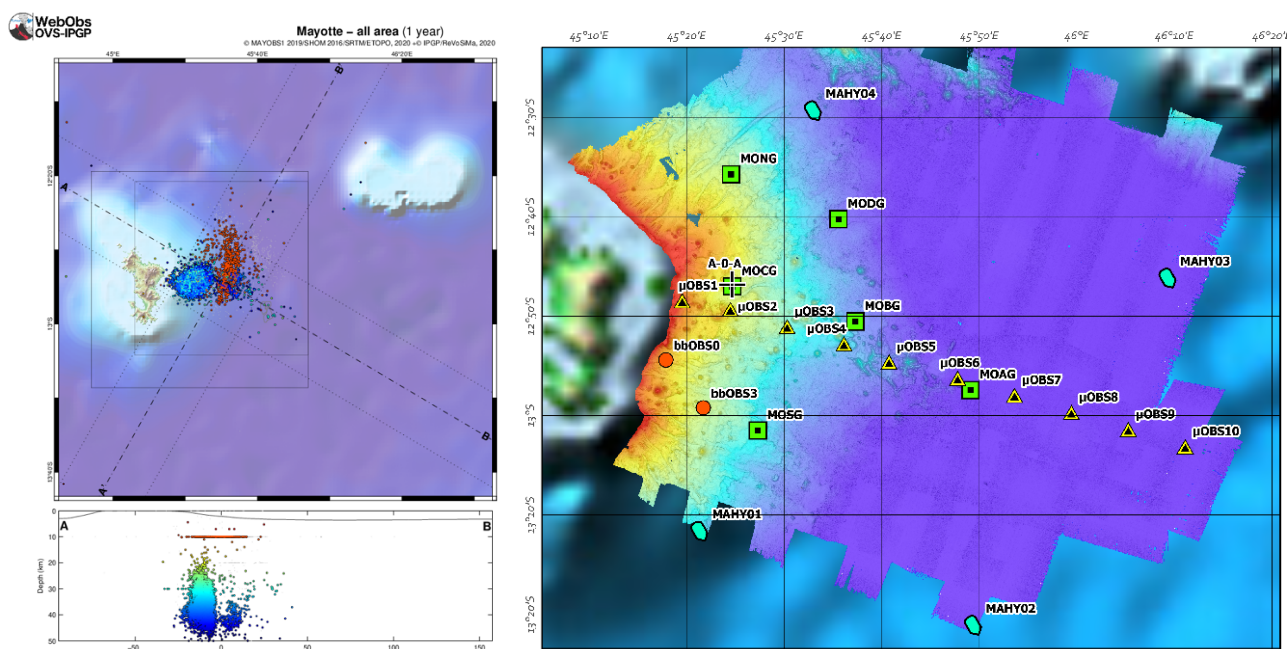 WebObs
OVS-IPGP
Mayotte – all area (1 year)
© MAYOBS1 2019/SHOM 2016/SRTM/ETOPO, 2020 +© IPGP/ReVoSiMa, 2020
45°E
45°40'E
46°20'E
12°20'S
13°S
13°40'S
A
B'
A'
B
A
B
Depth (km)
0
10
20
30
40
50
−50
0
50
100
150
45°10'E
45°20'E
45°30'E
45°40'E
45°50'E
46°0'E
46°10'E
46°20'E
12°30'S
12°40'S
12°50'S
13°0'S
13°10'S
13°20'S
MAHY04
MONG
MODG
A-0-A
MOCG
MAHY03
µOBS1
µOBS2
µOBS3
MOBG
µOBS4
bbOBS0
µOBS5
µOBS6
MOAG
µOBS7
bbOBS3
µOBS8
MOSG
µOBS9
µOBS10
MAHY01
MAHY02